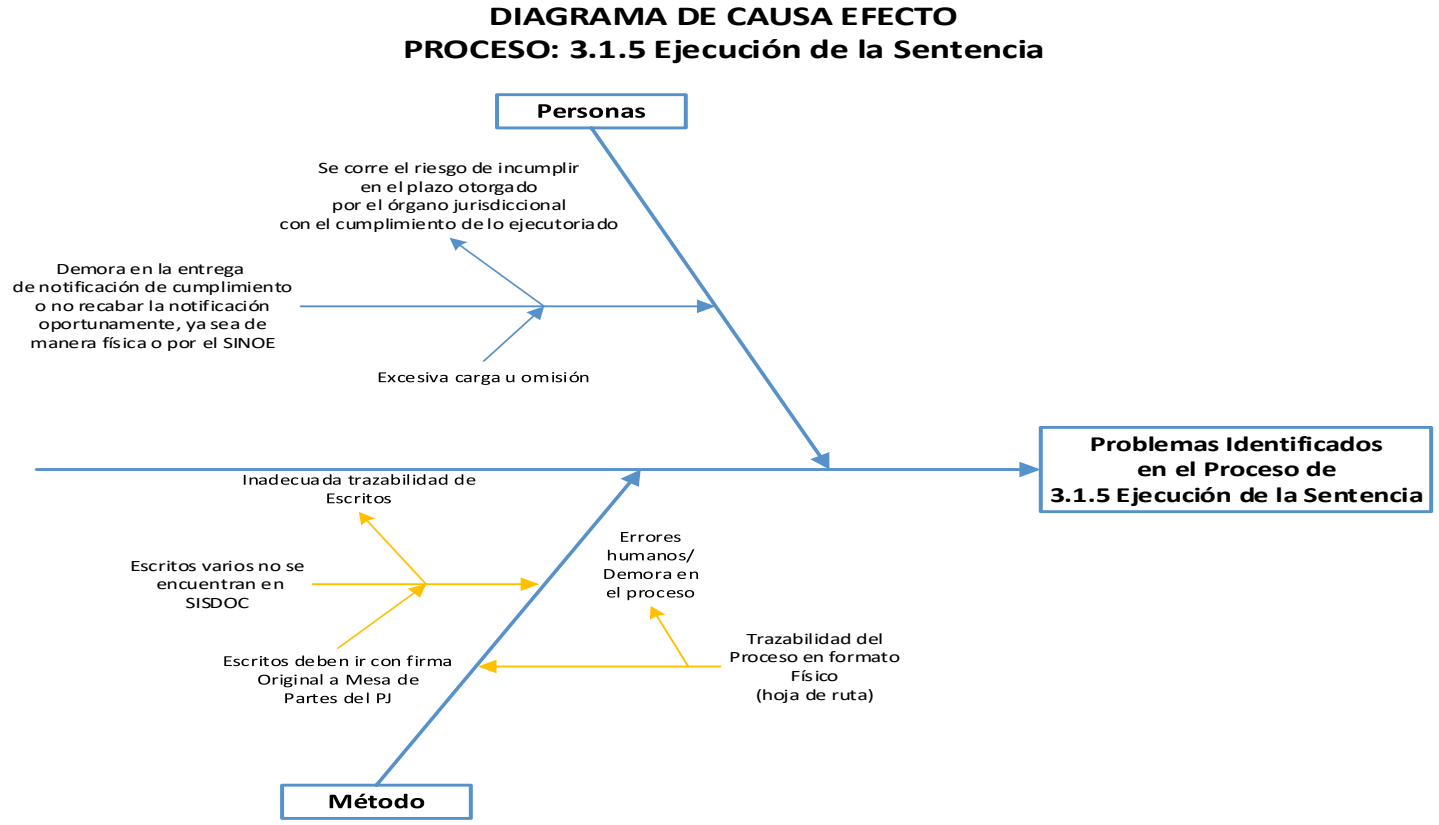 DIAGRAMA DE CAUSA EFECTO
PROCESO: 3.1.5 Ejecución de la Sentencia
Personas
Se corre el riesgo de incumplir
en el plazo otorgado
por el órgano jurisdiccional
con el cumplimiento de lo ejecutoriado
Demora en la entrega
de notificación de cumplimiento
o no recabar la notificación
oportunamente, ya sea de
manera física o por el SINOE
Excesiva carga u omisión
Problemas Identificados
en el Proceso de
3.1.5 Ejecución de la Sentencia
Inadecuada trazabilidad de
Escritos
Escritos varios no se
encuentran en
SISDOC
Escritos deben ir con firma
Original a Mesa de
Partes del PJ
Errores
humanos/
Demora en
el proceso
Trazabilidad del
Proceso en formato
Físico
(hoja de ruta)
Método